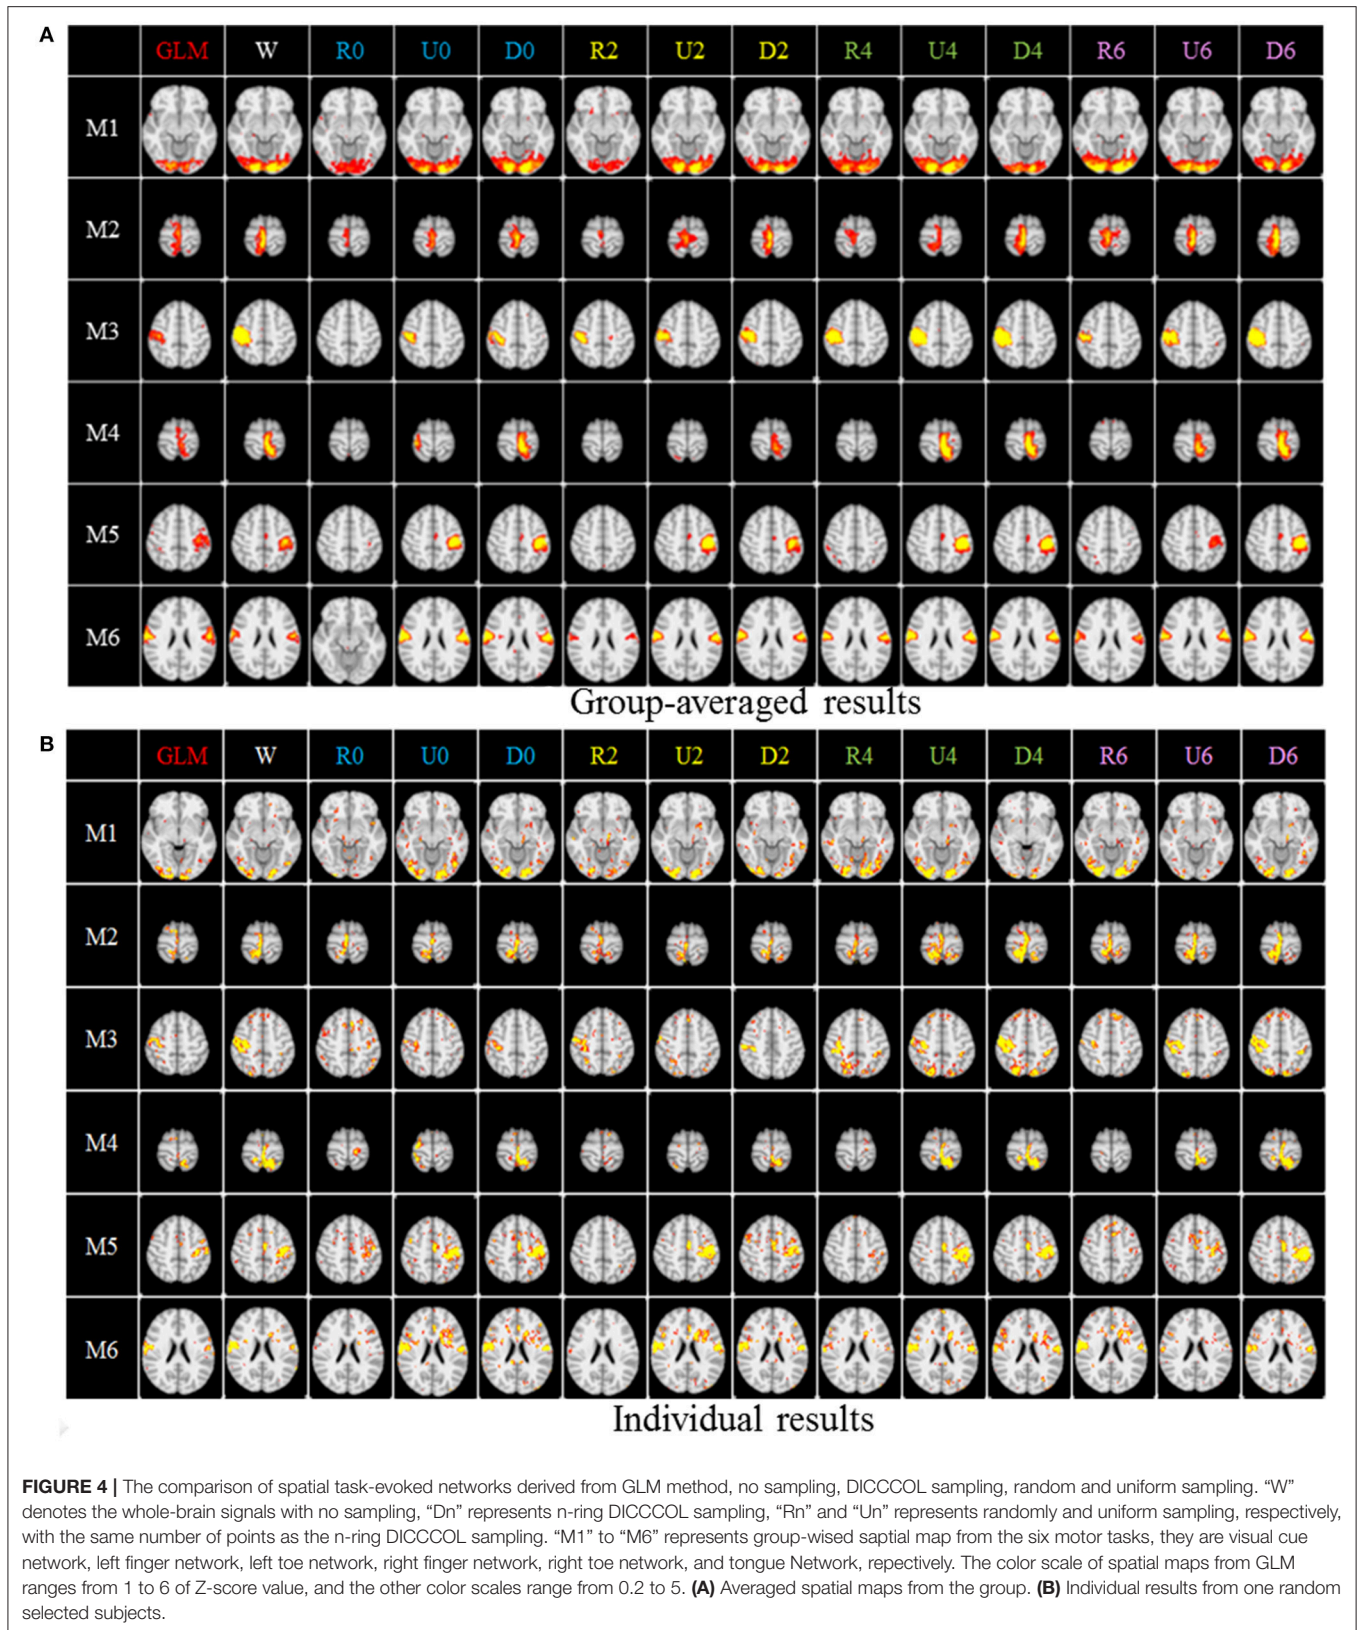 A
GLM W R0 U0 D0 R2 U2 D2 R4 U4 D4 R6 U6 D6
M1
M2
M3
M4
M5
M6
Group-averaged results
B
GLM W R0 U0 D0 R2 U2 D2 R4 U4 D4 R6 U6 D6
M1
M2
M3
M4
M5
M6
Individual results
FIGURE 4 | The comparison of spatial task-evoked networks derived from GLM method, no sampling, DICCCOL sampling, random and uniform sampling. “W”
denotes the whole-brain signals with no sampling, “Dn” represents n-ring DICCCOL sampling, “Rn” and “Un” represents randomly and uniform sampling, respectively,
with the same number of points as the n-ring DICCCOL sampling. “M1” to “M6” represents group-wised saptial map from the six motor tasks, they are visual cue
network, left finger network, left toe network, right finger network, right toe network, and tongue Network, repectively. The color scale of spatial maps from GLM
ranges from 1 to 6 of Z-score value, and the other color scales range from 0.2 to 5. (A) Averaged spatial maps from the group. (B) Individual results from one random
selected subjects.